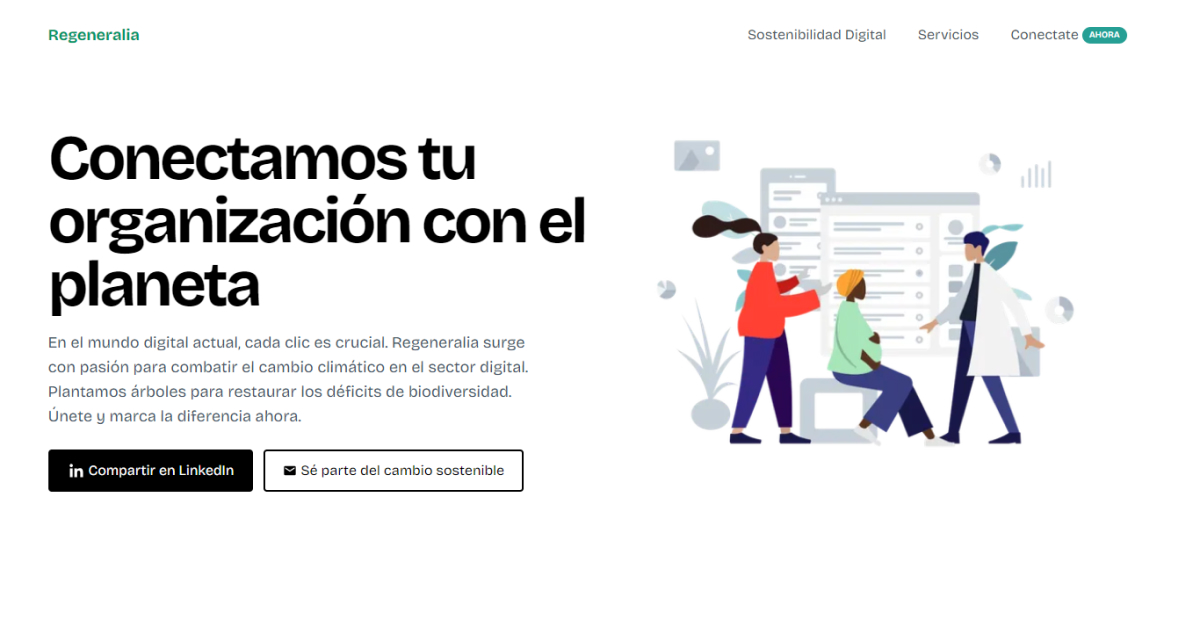 Regeneralia
Sostenibilidad Digital
Servicios
Conectate AHORA
Conectamos tu
organización con el
planeta
En el mundo digital actual, cada clic es crucial. Regeneralia surge
con pasión para combatir el cambio climático en el sector digital.
Plantamos árboles para restaurar los déficits de biodiversidad.
Únete y marca la diferencia ahora.
in Compartir en LinkedIn
Sé parte del cambio sostenible